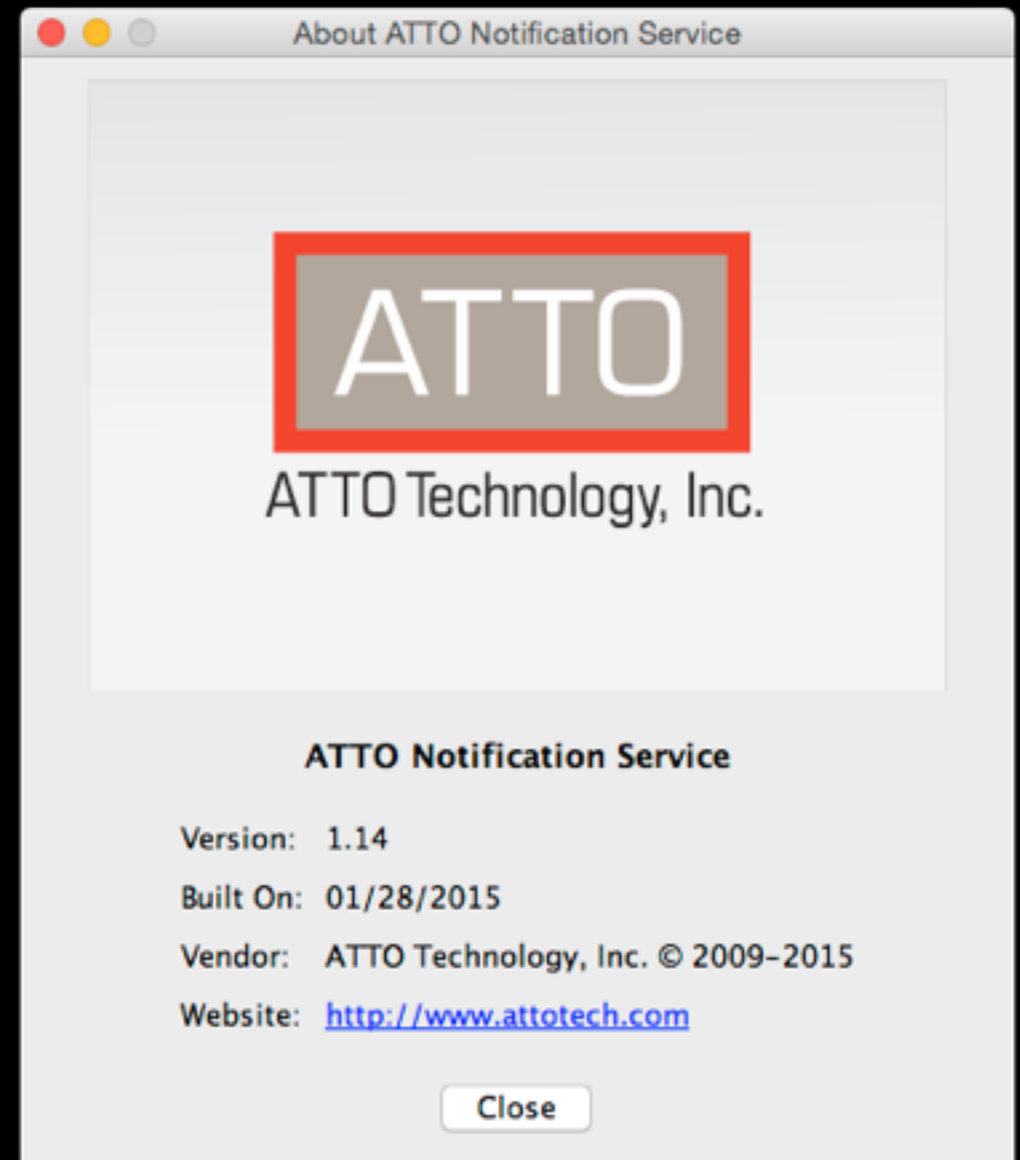 About ATTO Notification Service
ATTO
ATTO Technology, Inc.
ATTO Notification Service
Version: 1.14
Built On: 01/28/2015
Vendor: ATTO Technology, Inc. © 2009-2015
Website: http://www.attotech.com
Close